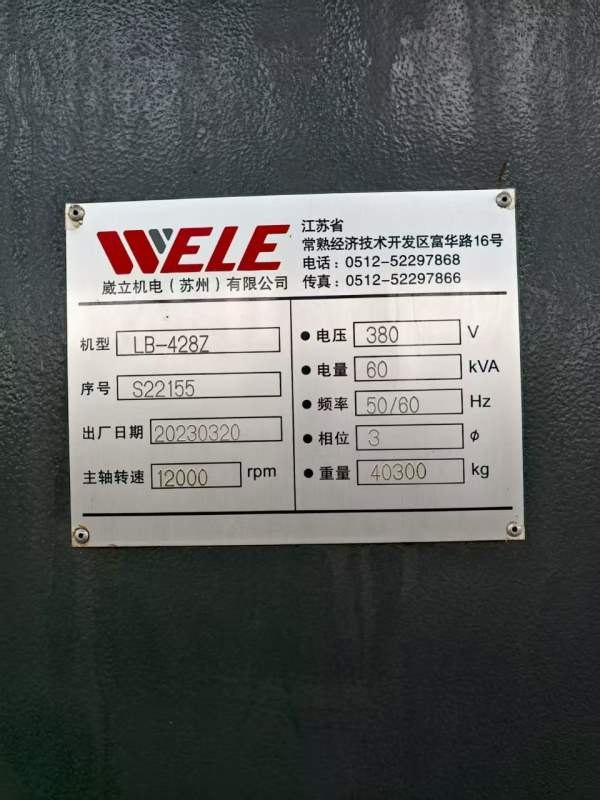 WELE
崴立机电(苏州)有限公司
江苏省
常熟经济技术开发区富华路16号
电话：0512-52297868
传真：0512-52297866
机型 LB-428Z
序号 S22155
出厂日期 20230320
主轴转速 12000 rpm
● 电压 380 V
● 电量 60 kVA
● 频率 50/60 Hz
● 相位 3 ø
● 重量 40300 kg